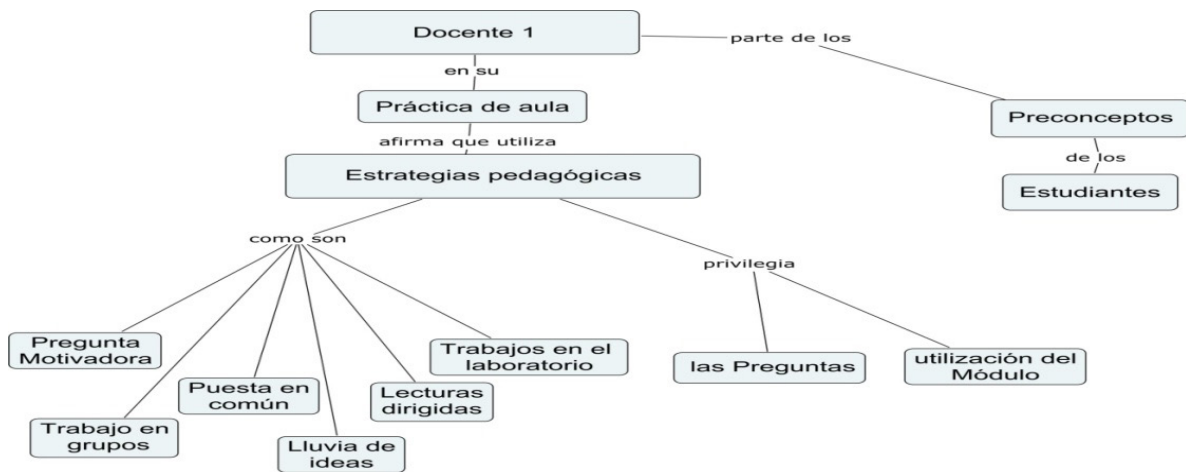 Docente 1
parte de los
en su
Práctica de aula
Preconceptos
afirma que utiliza
de los
Estrategias pedagógicas
Estudiantes
como son
privilegia
Pregunta
Motivadora
Trabajo en
grupos
Puesta en
común
Lluvia de
ideas
Lecturas
dirigidas
Trabajos en el
laboratorio
las Preguntas
utilización del
Módulo